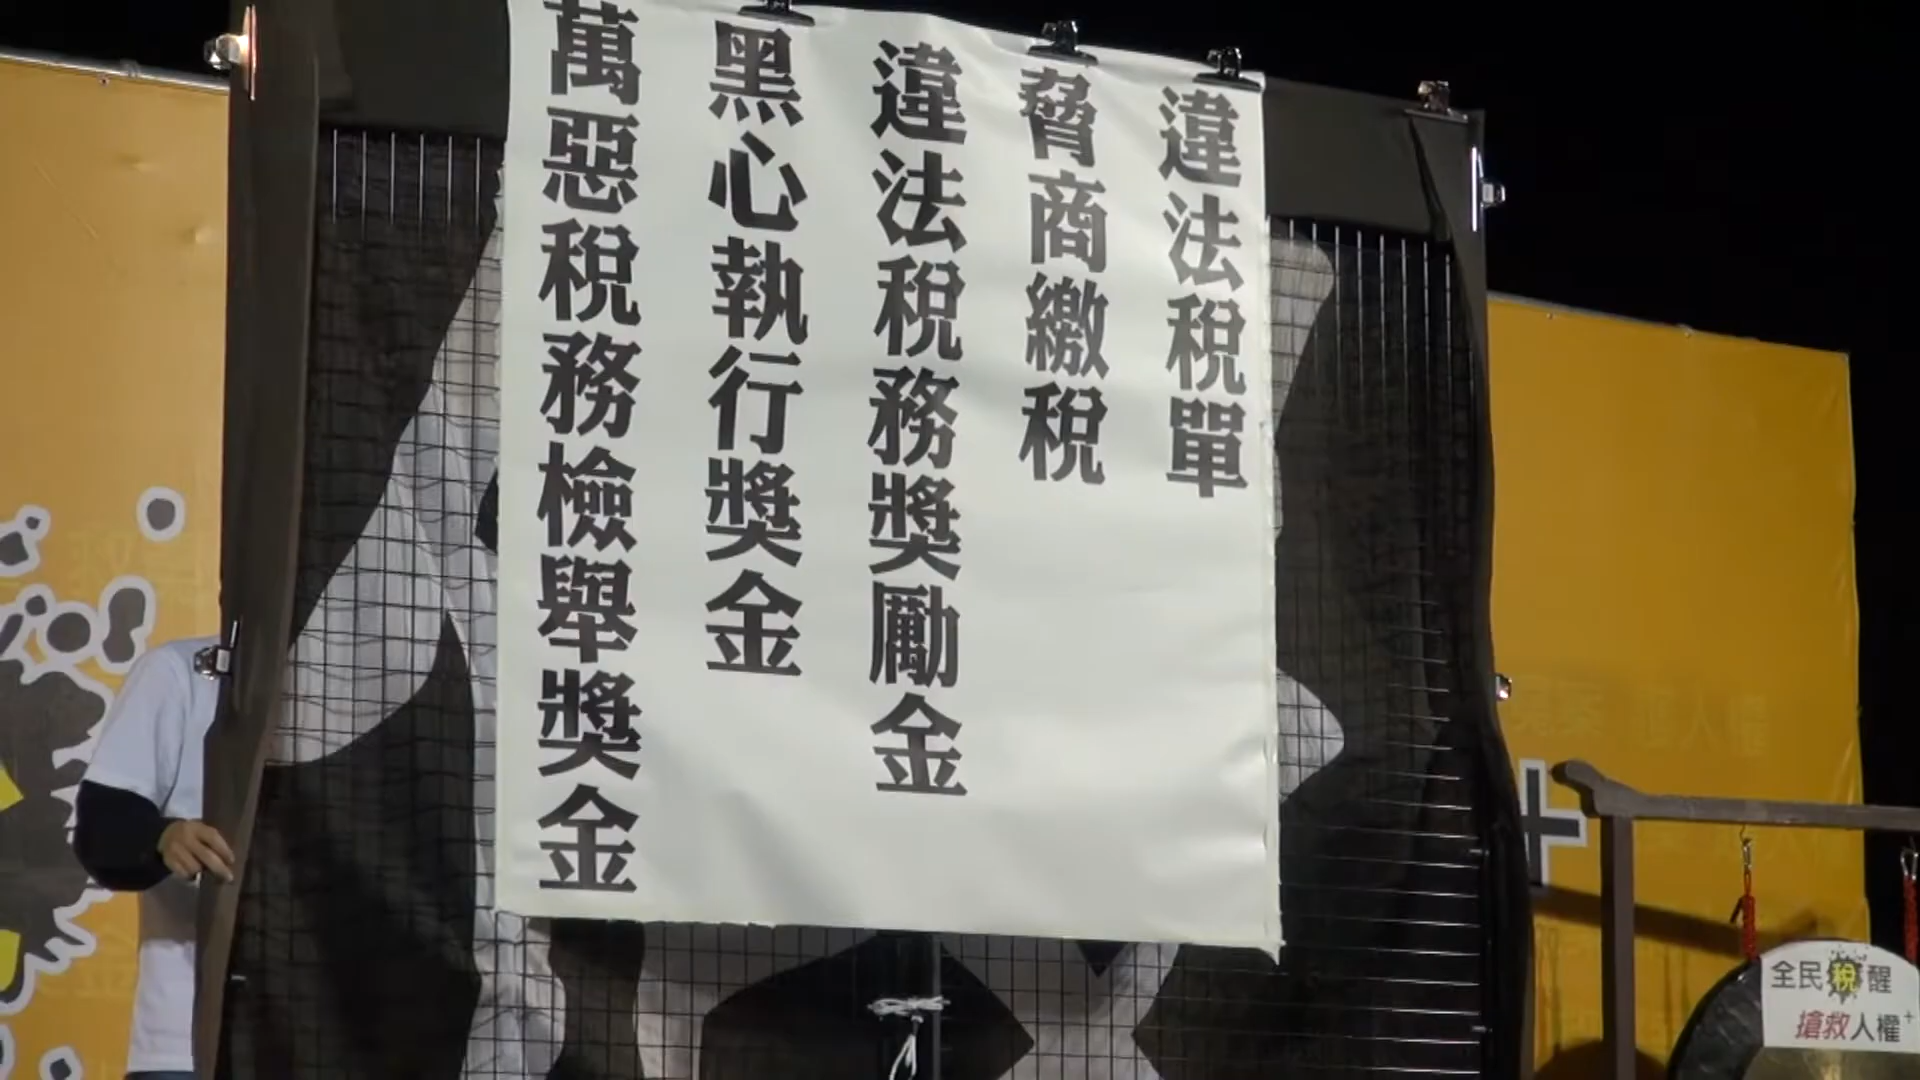 違法稅單
脅商繳稅
違法稅務獎勵金
黑心執行獎金
萬惡稅務檢舉獎金
全民稅醒
搶救人權+